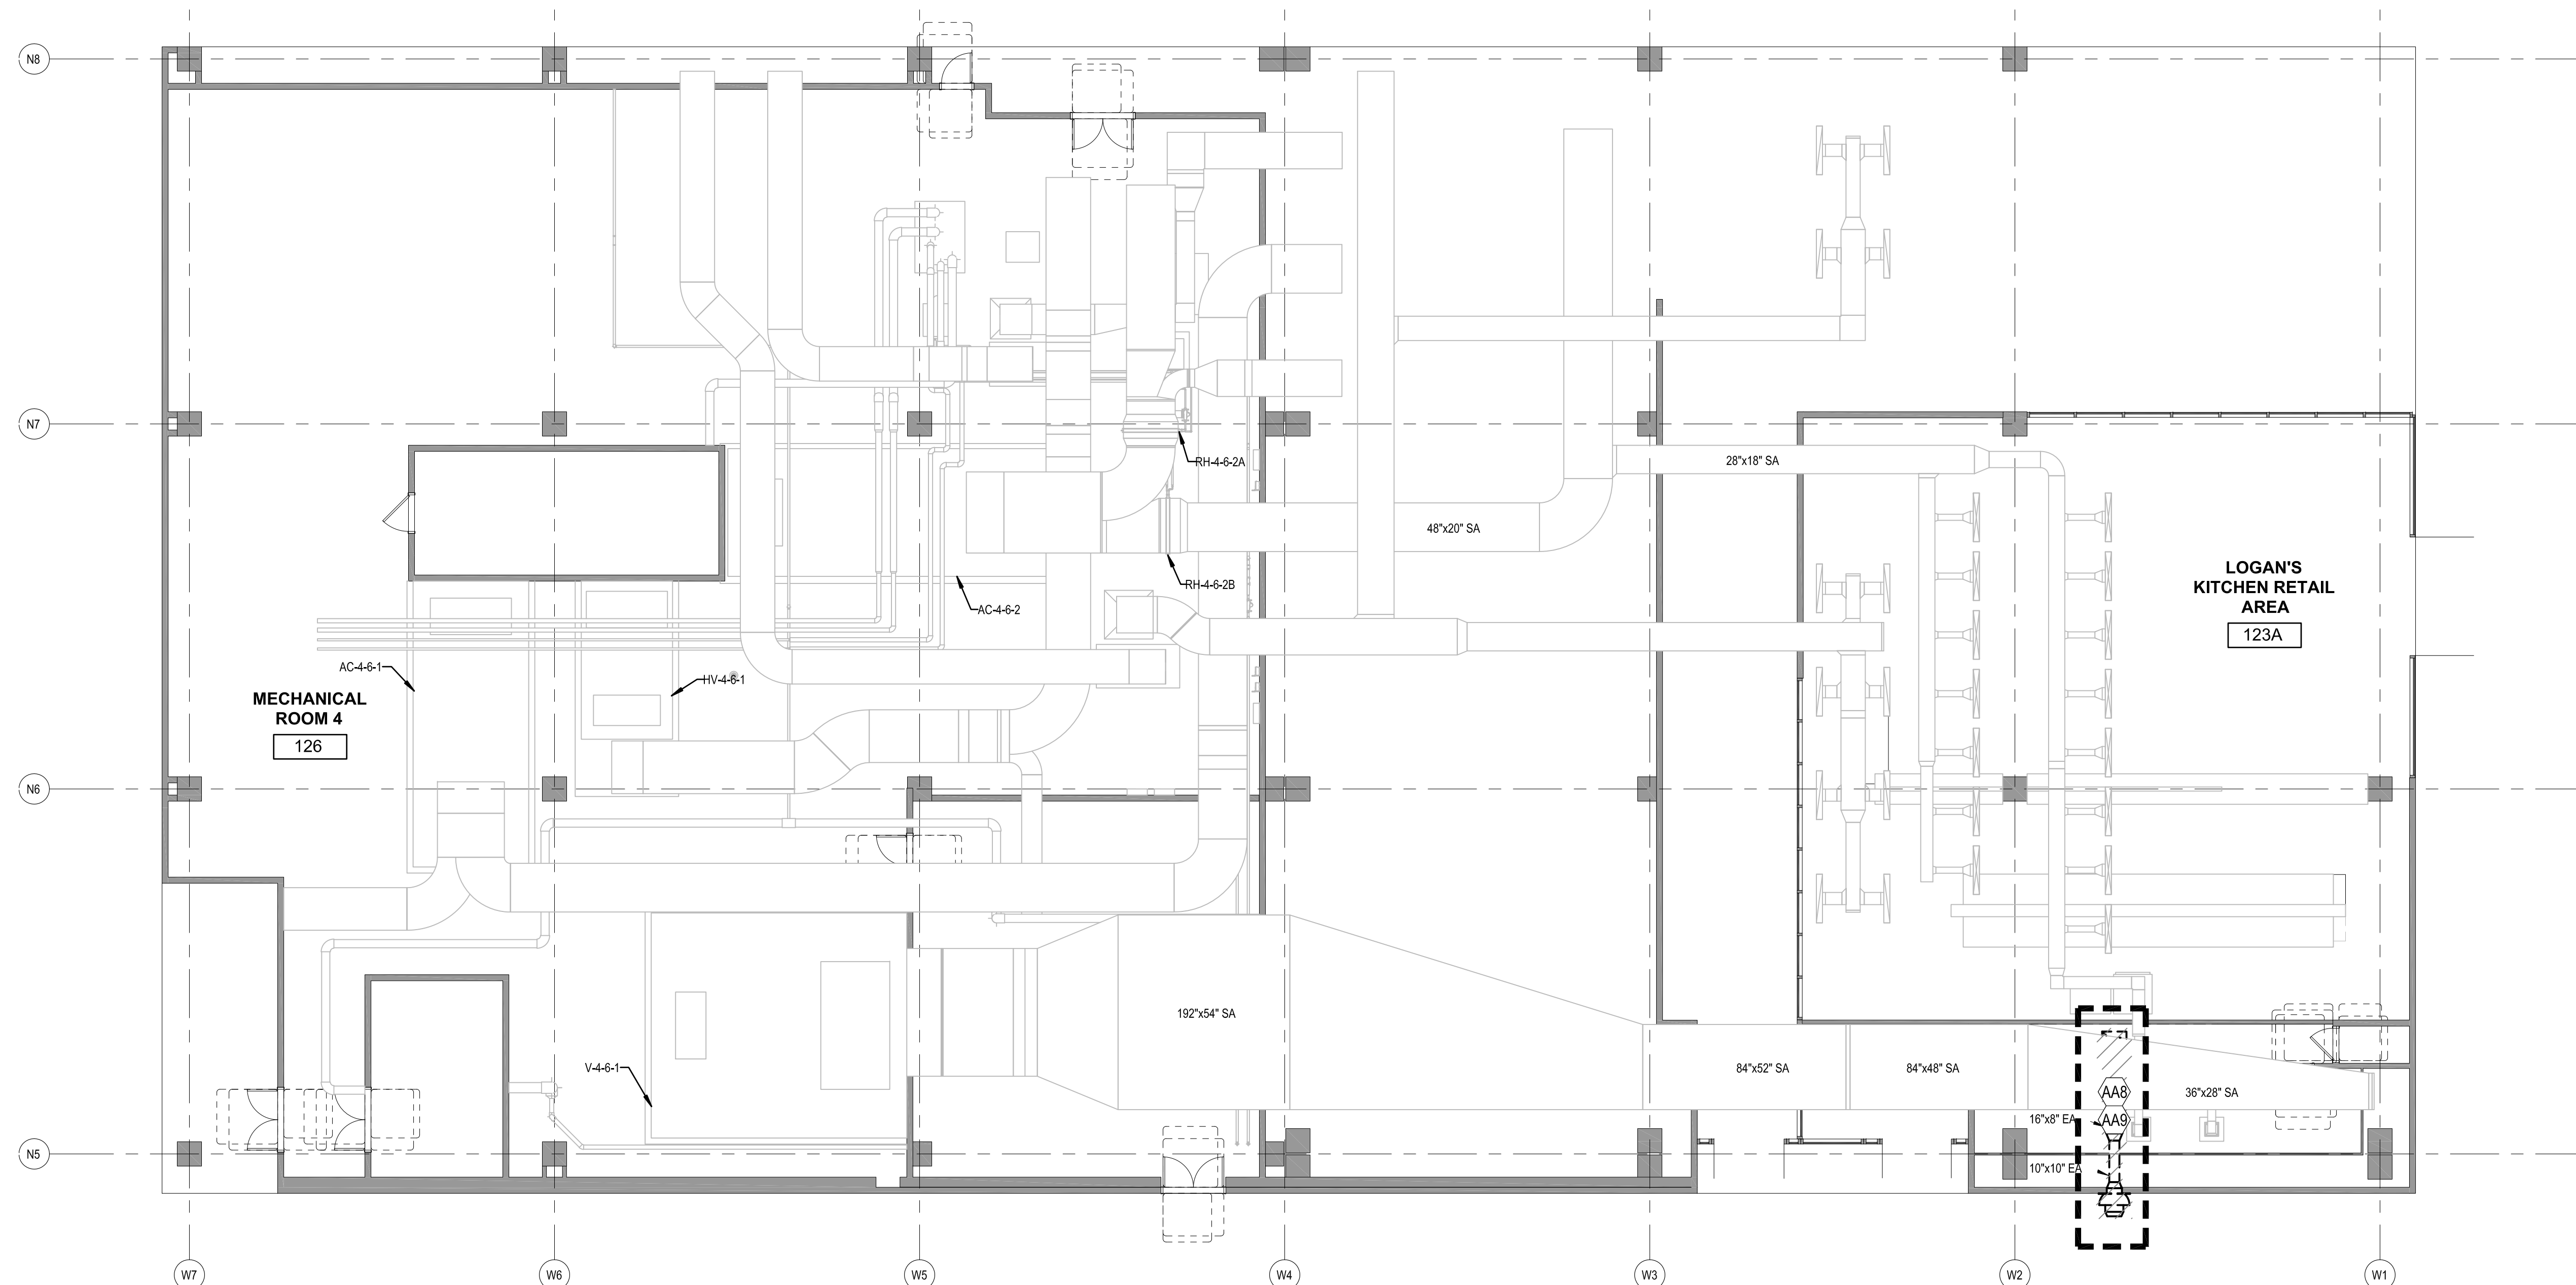 N8
N7
RH-4-6-2A
28"x18" SA
48"x20" SA
LOGAN'S
KITCHEN RETAIL
AREA
123A
RH-4-6-2B
AC-4-6-2
AC-4-6-1
HV-4-6-1
MECHANICAL
ROOM 4
126
N6
192"x54" SA
V-4-6-1
84"x52" SA
84"x48" SA
AA8
36"x28" SA
16"x8" EA
AA9
N5
10"x10" EA
W7
W6
W5
W4
W3
W2
W1